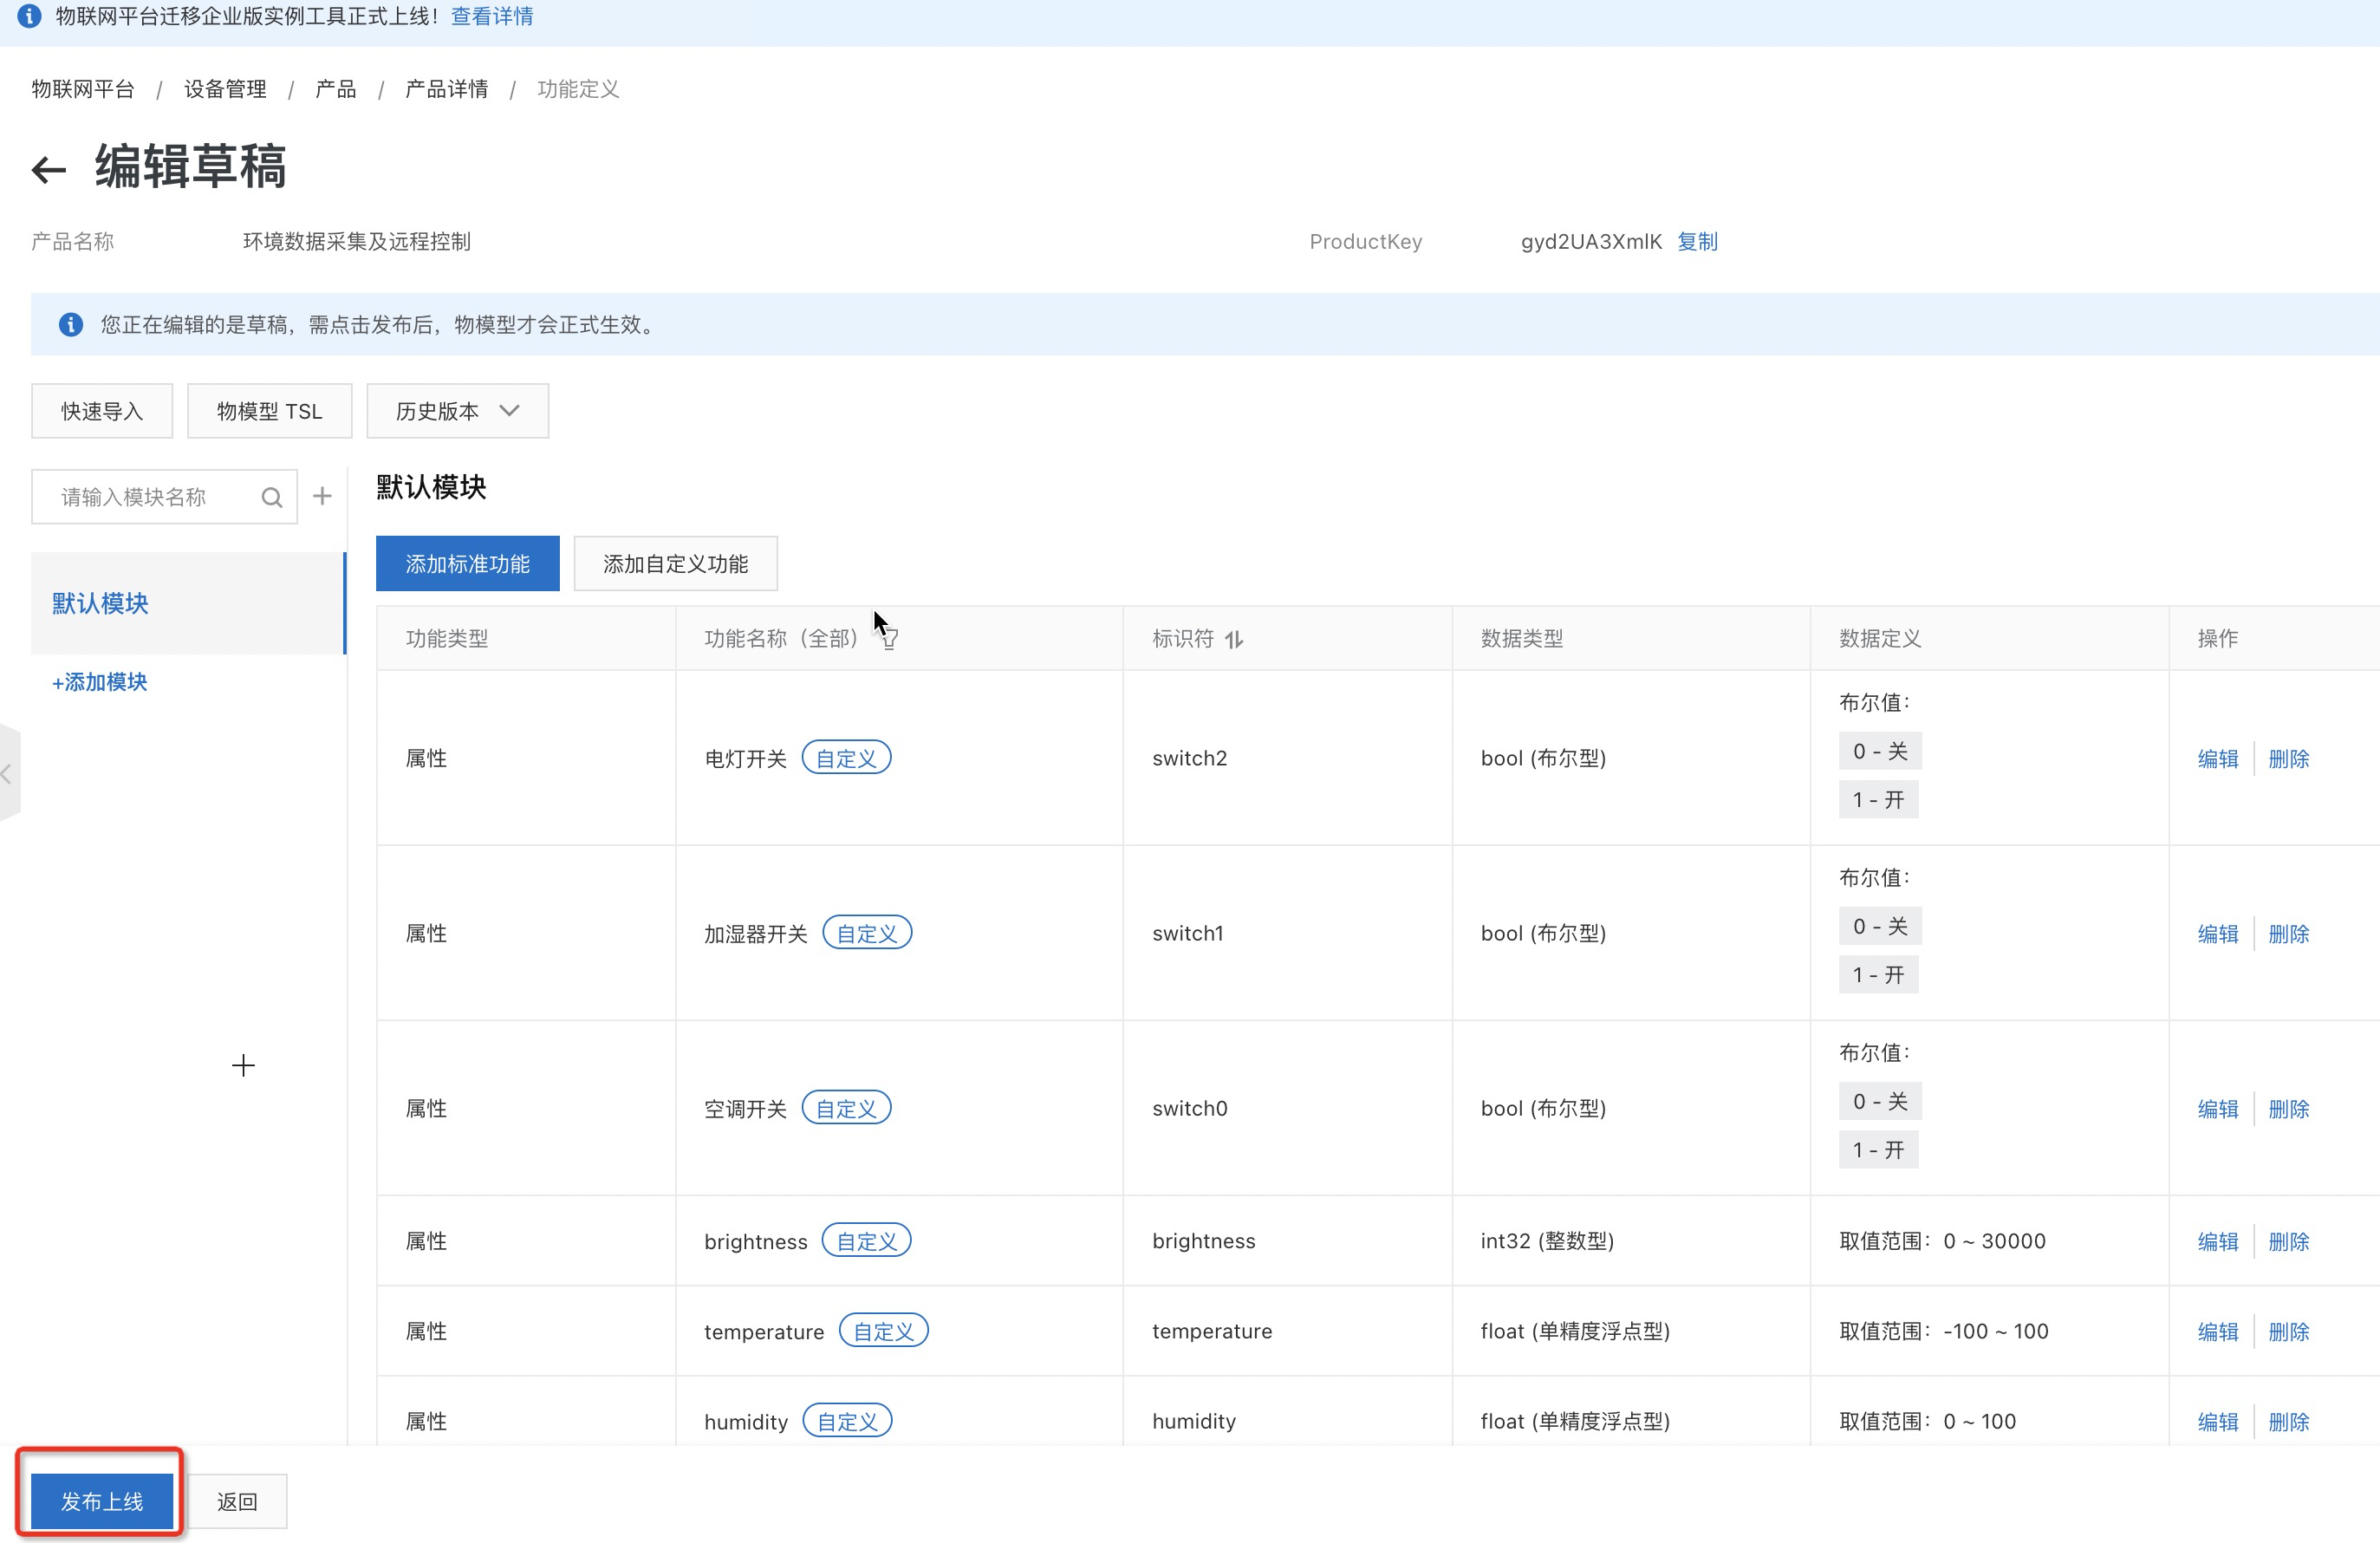 物联网平台迁移企业版实例工具正式上线！ 查看详情
物联网平台 / 设备管理 / 产品 / 产品详情 / 功能定义
编辑草稿
产品名称 环境数据采集及远程控制 ProductKey gyd2UA3XmlK 复制
您正在编辑的是草稿，需点击发布后，物模型才会正式生效。
快速导入 物模型 TSL 历史版本
请输入模块名称
默认模块
+添加模块
默认模块
添加标准功能 添加自定义功能
功能类型 功能名称（全部） 标识符 数据类型 数据定义 操作
属性 电灯开关 自定义 switch2 bool (布尔型) 布尔值： 编辑 删除
0 - 关
1 - 开
属性 加湿器开关 自定义 switch1 bool (布尔型) 布尔值： 编辑 删除
0 - 关
1 - 开
属性 空调开关 自定义 switch0 bool (布尔型) 布尔值： 编辑 删除
0 - 关
1 - 开
属性 brightness 自定义 brightness int32 (整数型) 取值范围：0 ~ 30000 编辑 删除
属性 temperature 自定义 temperature float (单精度浮点型) 取值范围：-100 ~ 100 编辑 删除
属性 humidity 自定义 humidity float (单精度浮点型) 取值范围：0 ~ 100 编辑 删除
发布上线 返回